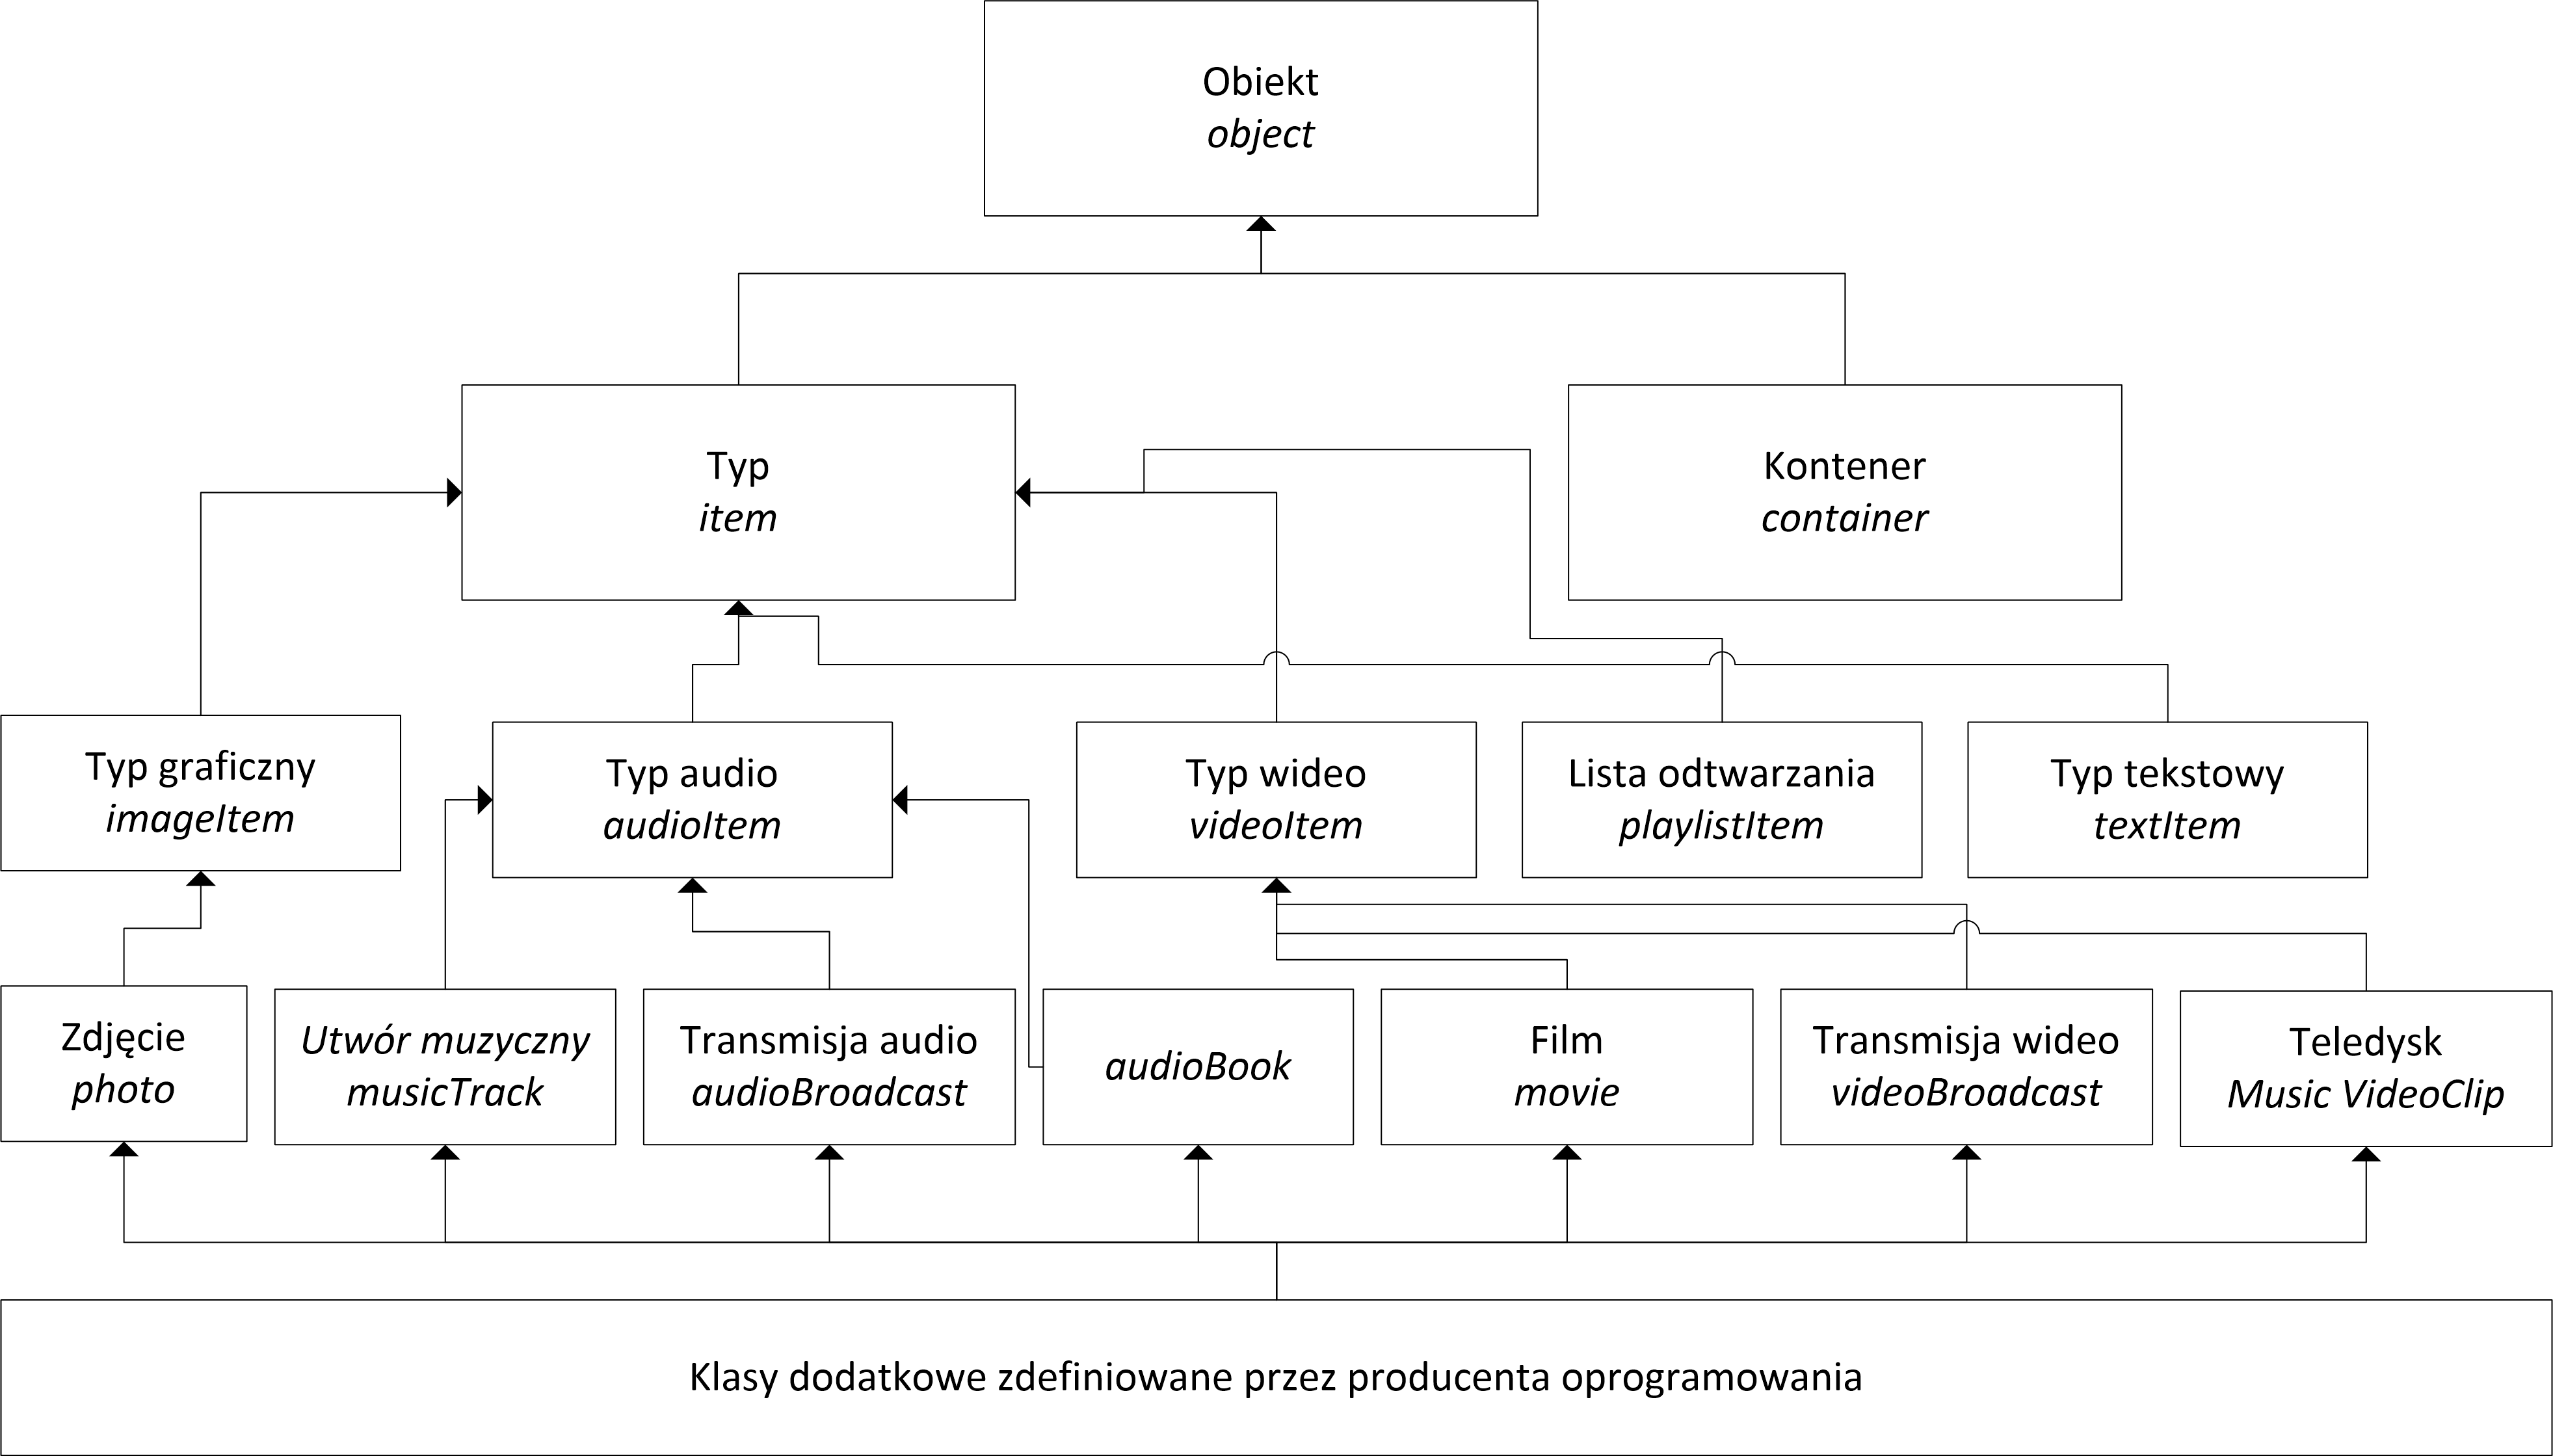 Obiekt
object
Typ
item
Kontener
container
Typ graficzny
imageItem
Typ audio
audioItem
Typ wideo
videoItem
Lista odtwarzania
playlistItem
Typ tekstowy
textItem
Zdjęcie
photo
Utwór muzyczny
musicTrack
Transmisja audio
audioBroadcast
audioBook
Film
movie
Transmisja wideo
videoBroadcast
Teledysk
Music VideoClip
Klasy dodatkowe zdefiniowane przez producenta oprogramowania